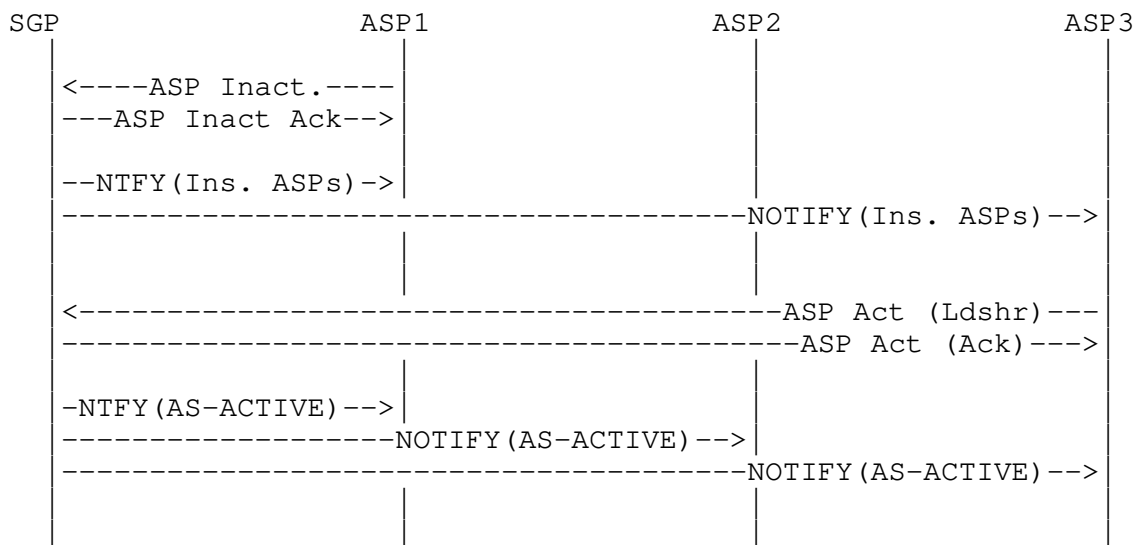 SGP ASP1 ASP2 ASP3
<----ASP Inact.----
---ASP Inact Ack-->
--NTFY(Ins. ASPs)->
---------------------------------------NOTIFY(Ins. ASPs)-->
<----------------------------------------ASP Act (Ldshr)---
------------------------------------------ASP Act (Ack)--->
-NTFY(AS-ACTIVE)-->
-------------------NOTIFY(AS-ACTIVE)-->
---------------------------------------NOTIFY(AS-ACTIVE)-->